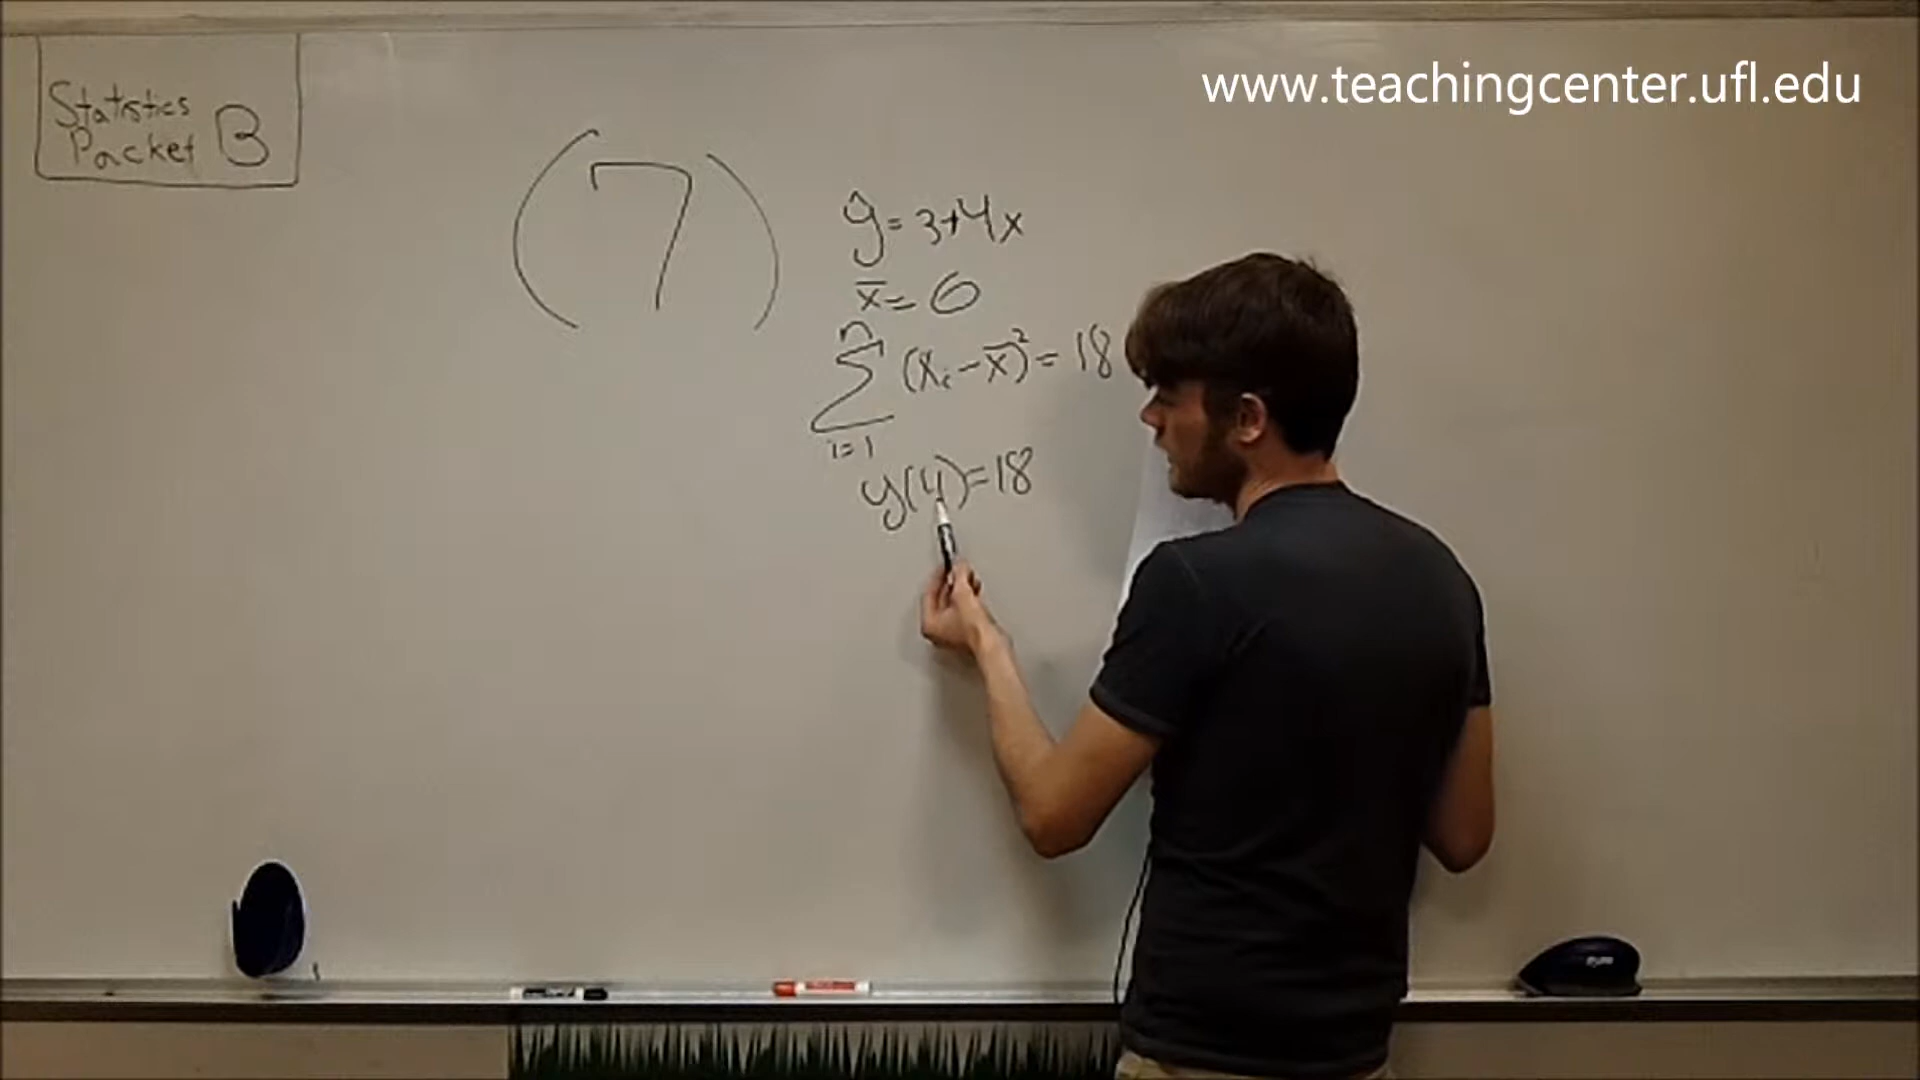 www.teachingcenter.ufl.edu
Statistics
Packet B
(7)
ŷ = 3+4x
x̄ = 6
n
∑ (xᵢ - x̄)² = 18
i=1
y(4)=18